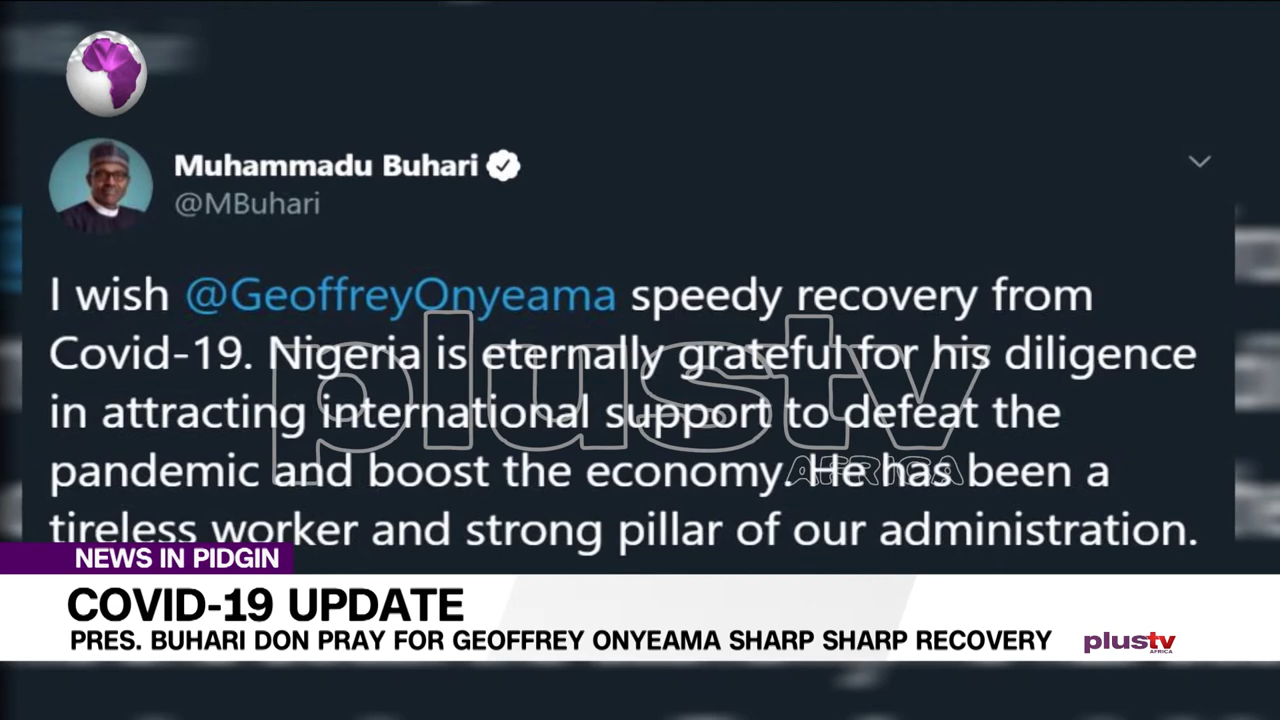 Muhammadu Buhari
@MBuhari
I wish @GeoffreyOnyeama speedy recovery from
Covid-19. Nigeria is eternally grateful for his diligence
in attracting international support to defeat the
pandemic and boost the economy. He has been a
tireless worker and strong pillar of our administration.
plustv
AFRICA
NEWS IN PIDGIN
COVID-19 UPDATE
PRES. BUHARI DON PRAY FOR GEOFFREY ONYEAMA SHARP SHARP RECOVERY
plustv
AFRICA